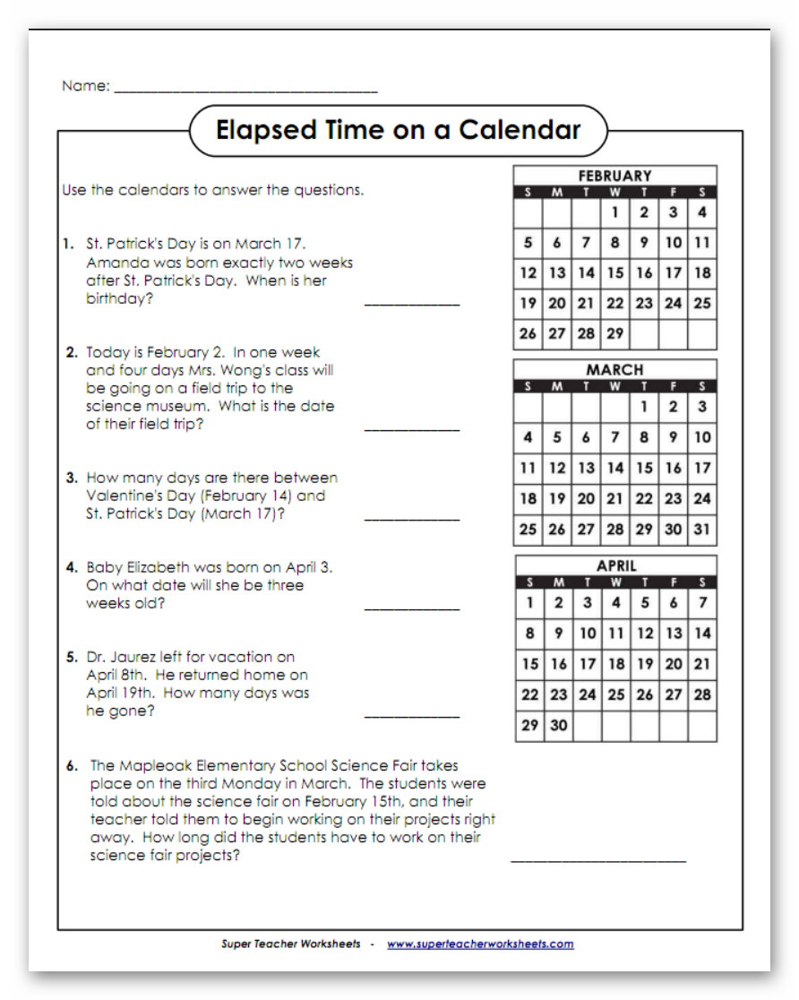 Name: ___________________________________
Elapsed Time on a Calendar
Use the calendars to answer the questions.
1. St. Patrick's Day is on March 17.
Amanda was born exactly two weeks
after St. Patrick's Day. When is her
birthday? _____________
2. Today is February 2. In one week
and four days Mrs. Wong's class will
be going on a field trip to the
science museum. What is the date
of their field trip? _____________
3. How many days are there between
Valentine's Day (February 14) and
St. Patrick's Day (March 17)? _____________
4. Baby Elizabeth was born on April 3.
On what date will she be three
weeks old? _____________
5. Dr. Jaurez left for vacation on
April 8th. He returned home on
April 19th. How many days was
he gone? _____________
6. The Mapleoak Elementary School Science Fair takes
place on the third Monday in March. The students were
told about the science fair on February 15th, and their
teacher told them to begin working on their projects right
away. How long did the students have to work on their
science fair projects? ________________________
FEBRUARY
S M T W T F S
1 2 3 4
5 6 7 8 9 10 11
12 13 14 15 16 17 18
19 20 21 22 23 24 25
26 27 28 29
MARCH
S M T W T F S
1 2 3
4 5 6 7 8 9 10
11 12 13 14 15 16 17
18 19 20 21 22 23 24
25 26 27 28 29 30 31
APRIL
S M T W T F S
1 2 3 4 5 6 7
8 9 10 11 12 13 14
15 16 17 18 19 20 21
22 23 24 25 26 27 28
29 30
Super Teacher Worksheets - www.superteacherworksheets.com